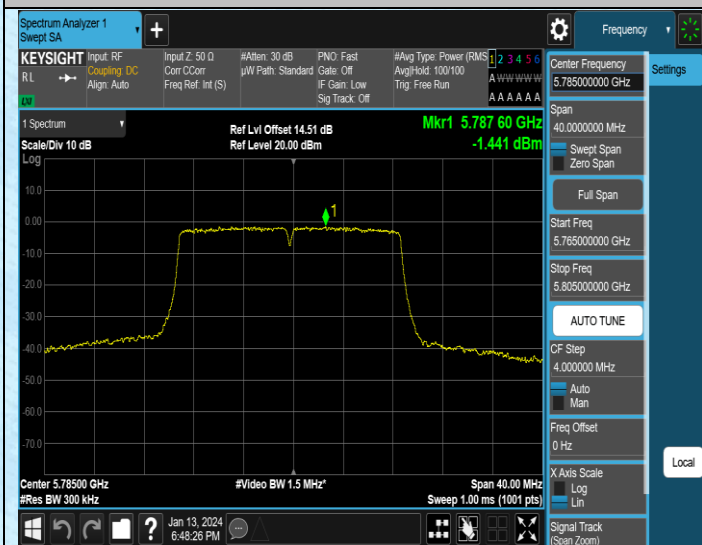 Spectrum Analyzer 1
Swept SA
+
Frequency
KEYSIGHT
RL
Input: RF
Coupling: DC
Align: Auto
Input Z: 50 Ω
Corr CCorr
Freq Ref: Int (S)
#Atten: 30 dB
µW Path: Standard
PNO: Fast
Gate: Off
IF Gain: Low
Sig Track: Off
#Avg Type: Power (RMS
Avg|Hold: 100/100
Trig: Free Run
1 2 3 4 5 6
A W W W W W
A A A A A A
1 Spectrum
Scale/Div 10 dB
Ref Lvl Offset 14.51 dB
Ref Level 20.00 dBm
Mkr1 5.787 60 GHz
-1.441 dBm
Log
10.0
0.00
-10.0
-20.0
-30.0
-40.0
-50.0
-60.0
-70.0
1
Center 5.78500 GHz
#Res BW 300 kHz
#Video BW 1.5 MHz*
Span 40.00 MHz
Sweep 1.00 ms (1001 pts)
Jan 13, 2024
6:48:26 PM
?
Center Frequency
5.785000000 GHz
Span
40.0000000 MHz
Swept Span
Zero Span
Full Span
Start Freq
5.765000000 GHz
Stop Freq
5.805000000 GHz
AUTO TUNE
CF Step
4.000000 MHz
Auto
Man
Freq Offset
0 Hz
X Axis Scale
Log
Lin
Signal Track
(Span Zoom)
Settings
Local